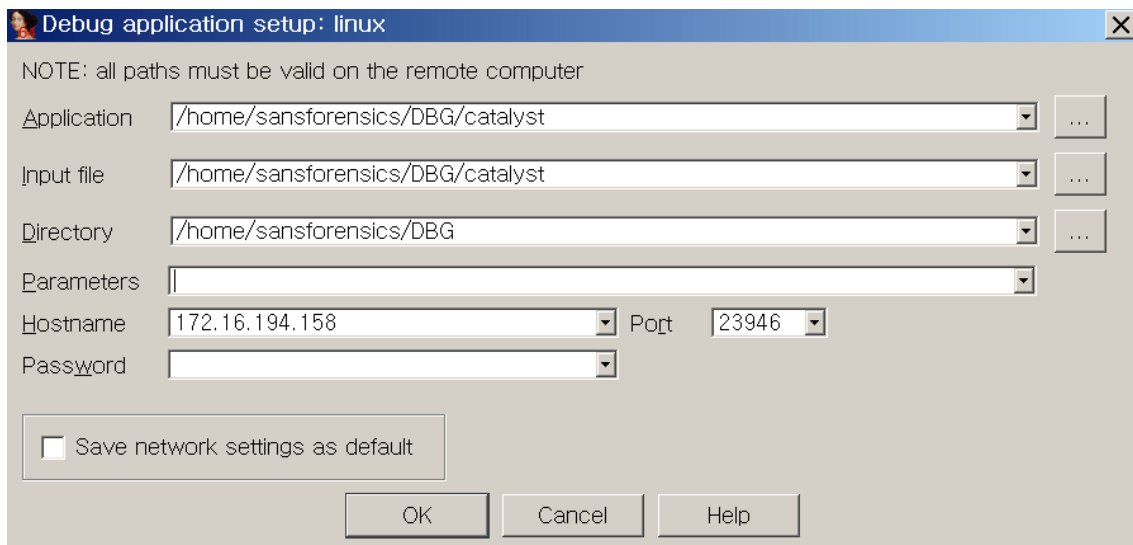 Debug application setup: linux
NOTE: all paths must be valid on the remote computer
Application /home/sansforensics/DBG/catalyst ...
Input file /home/sansforensics/DBG/catalyst ...
Directory /home/sansforensics/DBG ...
Parameters
Hostname 172.16.194.158 Port 23946
Password
Save network settings as default
OK Cancel Help